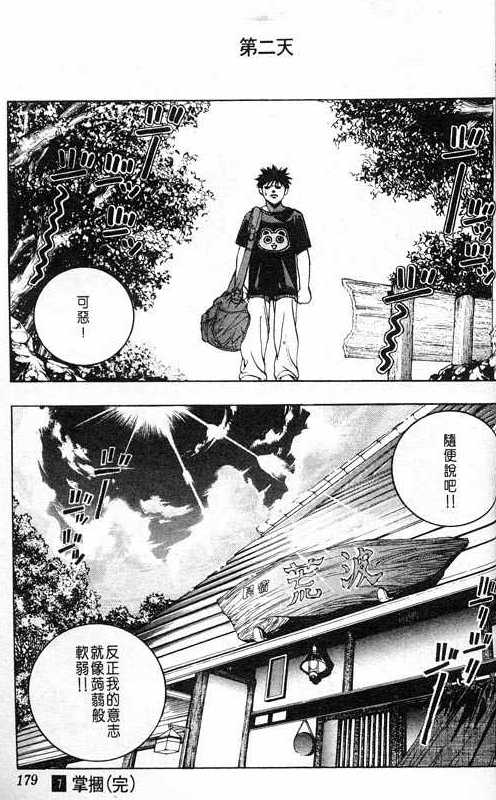 第二天
可惡！
隨便說吧!!
民宿 荒波
反正我的意志
就像蒟蒻般
軟弱!!
179 7 掌摑(完)